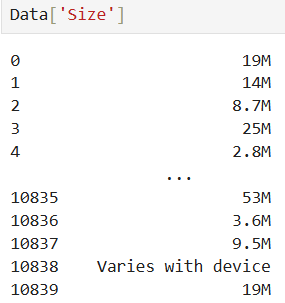 Data['Size']
0 19M
1 14M
2 8.7M
3 25M
4 2.8M
...
10835 53M
10836 3.6M
10837 9.5M
10838 Varies with device
10839 19M